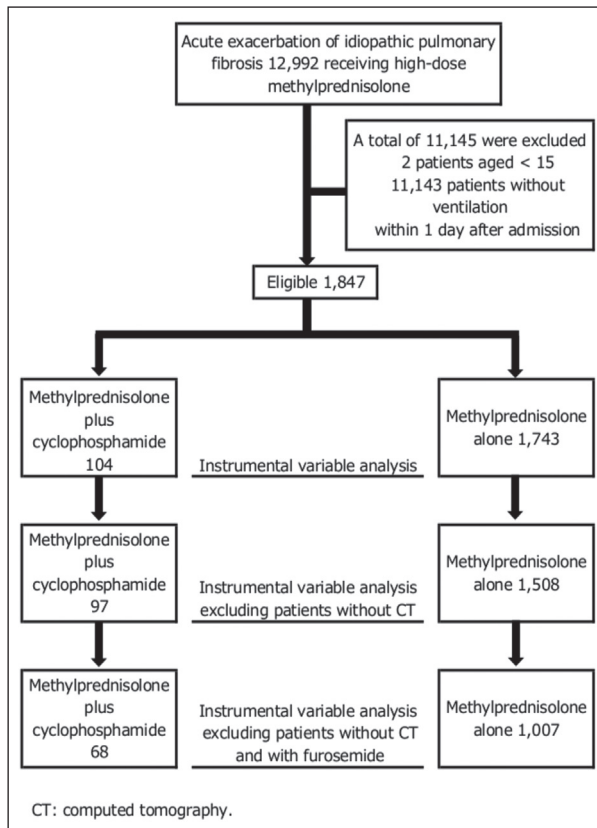 Acute exacerbation of idiopathic pulmonary
fibrosis 12,992 receiving high-dose
methylprednisolone
A total of 11,145 were excluded
2 patients aged < 15
11,143 patients without
ventilation
within 1 day after admission
Eligible 1,847
Methylprednisolone
plus
cyclophosphamide
104
Instrumental variable analysis
Methylprednisolone
alone 1,743
Methylprednisolone
plus
cyclophosphamide
97
Instrumental variable analysis
excluding patients without CT
Methylprednisolone
alone 1,508
Methylprednisolone
plus
cyclophosphamide
68
Instrumental variable analysis
excluding patients without CT
and with furosemide
Methylprednisolone
alone 1,007
CT: computed tomography.